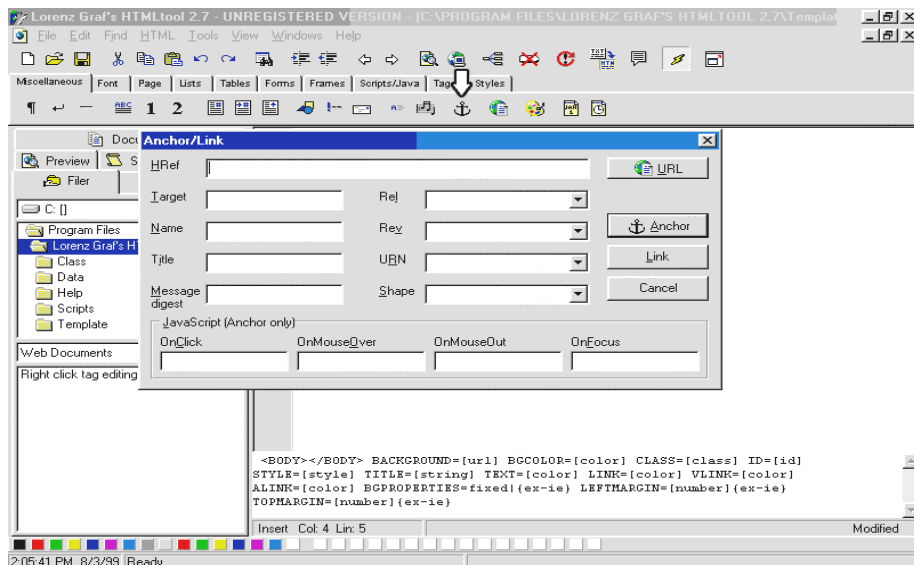 Lorenz Graf's HTMLtool 2.7 - UNREGISTERED VERSION - [C:\PROGRAM FILES\LORENZ GRAF'S HTMLTOOL 2.7\Templat
File Edit Find HTML Tools View Windows Help
Miscellaneous Font Page Lists Tables Forms Frames Scripts/Java Tag Styles
ABC 1 2
Docu
Anchor/Link
Preview S
Filer
C: []
Program Files
Lorenz Graf's H
Class
Data
Help
Scripts
Template
Web Documents
Right click tag editing
HRef
URL
Target
Rel
Name
Rev
Anchor
Title
URN
Link
Message digest
Shape
Cancel
JavaScript (Anchor only)
OnClick OnMouseOver OnMouseOut OnFocus
<BODY></BODY> BACKGROUND=[url] BGCOLOR=[color] CLASS=[class] ID=[id]
STYLE=[style] TITLE=[string] TEXT=[color] LINK=[color] VLINK=[color]
ALINK=[color] BGPROPERTIES=fixed|{ex-ie} LEFTMARGIN=[number]{ex-ie}
TOPMARGIN=[number]{ex-ie}
Insert Col: 4 Lin: 5 Modified
2:05:41 PM 8/3/99 Ready